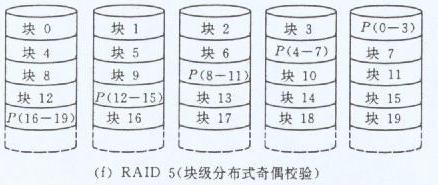 块 0 块 1 块 2 块 3 P(0—3)
块 4 块 5 块 6 P(4—7) 块 7
块 8 块 9 P(8—11) 块 10 块 11
块 12 P(12—15) 块 13 块 14 块 15
P(16—19) 块 16 块 17 块 18 块 19
(f) RAID 5(块级分布式奇偶校验)